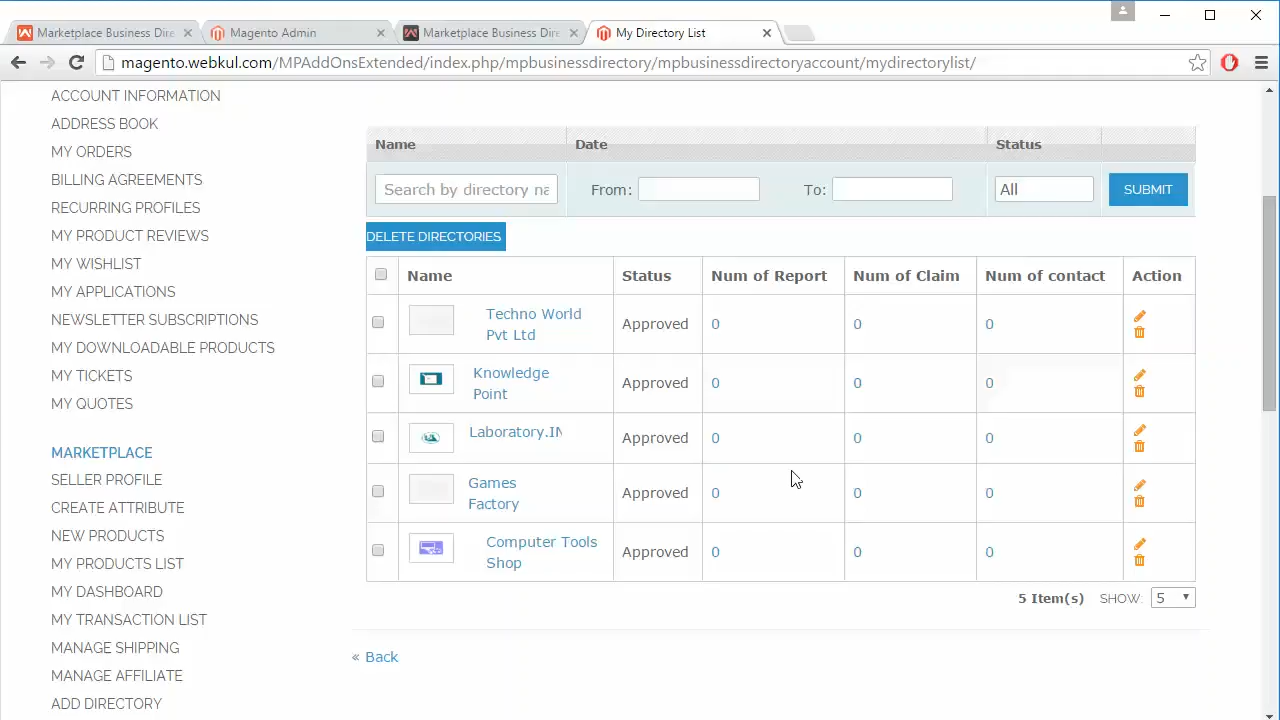 Marketplace Business Dire
Magento Admin
Marketplace Business Dire
My Directory List
magento.webkul.com/MPAddOnsExtended/index.php/mpbusinessdirectory/mpbusinessdirectoryaccount/mydirectorylist/
ACCOUNT INFORMATION
ADDRESS BOOK
MY ORDERS
BILLING AGREEMENTS
RECURRING PROFILES
MY PRODUCT REVIEWS
MY WISHLIST
MY APPLICATIONS
NEWSLETTER SUBSCRIPTIONS
MY DOWNLOADABLE PRODUCTS
MY TICKETS
MY QUOTES
MARKETPLACE
SELLER PROFILE
CREATE ATTRIBUTE
NEW PRODUCTS
MY PRODUCTS LIST
MY DASHBOARD
MY TRANSACTION LIST
MANAGE SHIPPING
MANAGE AFFILIATE
ADD DIRECTORY
Name Date Status
Search by directory na From: To: All SUBMIT
DELETE DIRECTORIES
Name Status Num of Report Num of Claim Num of contact Action
Techno World
Pvt Ltd
Approved 0 0 0
Knowledge
Point
Approved 0 0 0
Laboratory.IN
Approved 0 0 0
Games
Factory
Approved 0 0 0
Computer Tools
Shop
Approved 0 0 0
5 Item(s) SHOW: 5
« Back